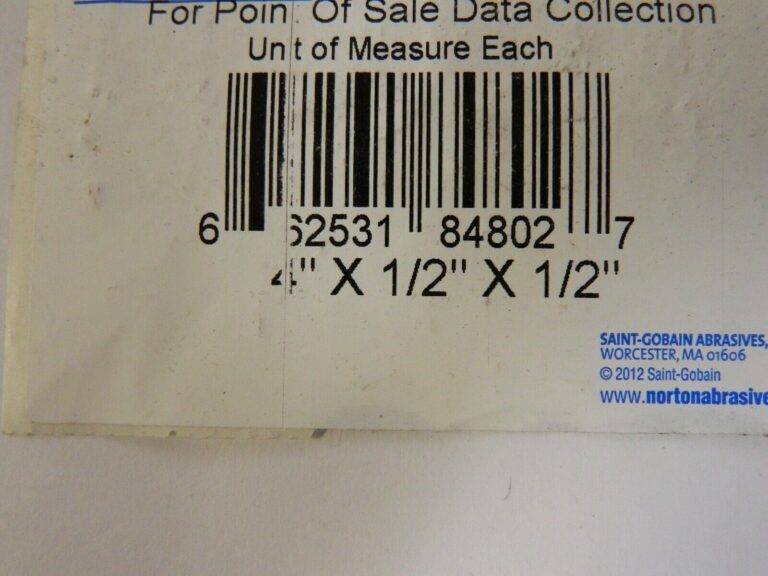 For Point Of Sale Data Collection
Unit of Measure Each
6 62531 84802 7
4" X 1/2" X 1/2"
SAINT-GOBAIN ABRASIVES,
WORCESTER, MA 01606
© 2012 Saint-Gobain
www.nortonabrasive